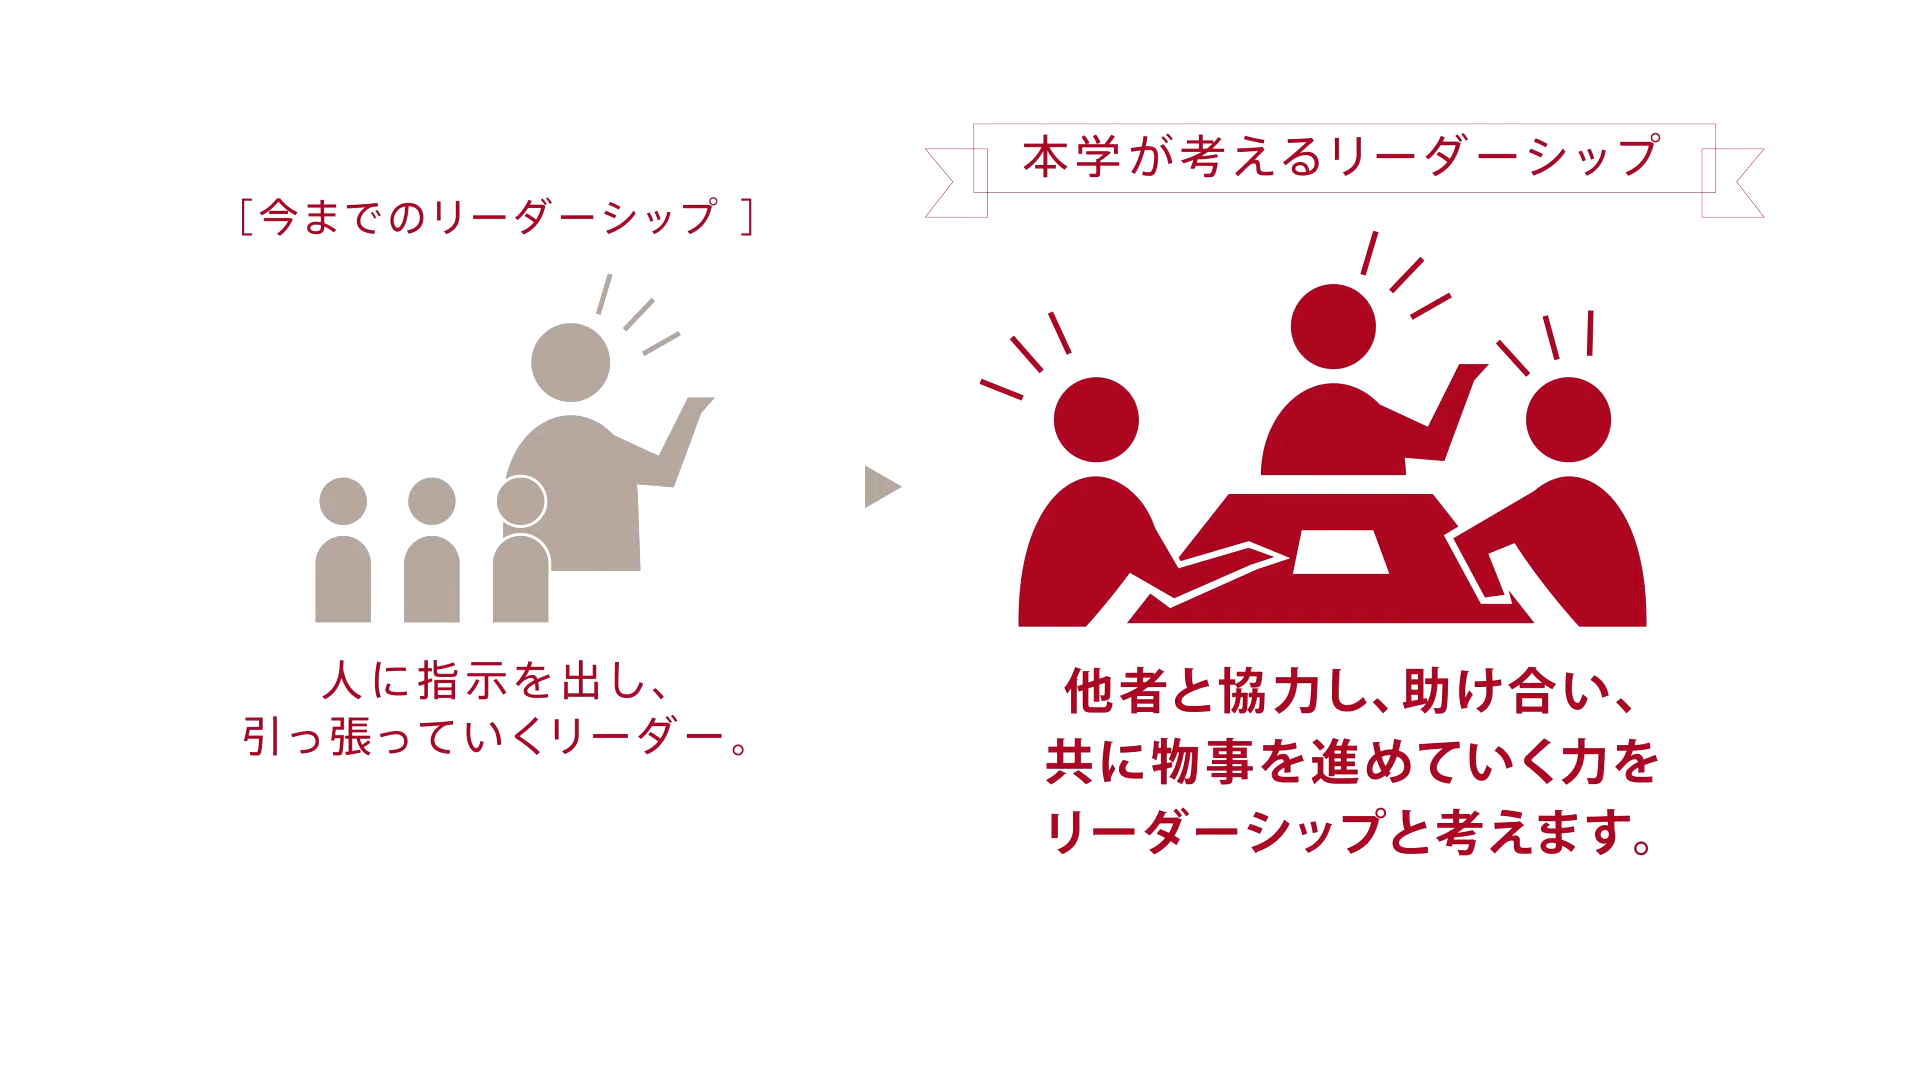 ［今までのリーダーシップ ］
人に指示を出し、
引っ張っていくリーダー。
本学が考えるリーダーシップ
他者と協力し、助け合い、
共に物事を進めていく力を
リーダーシップと考えます。